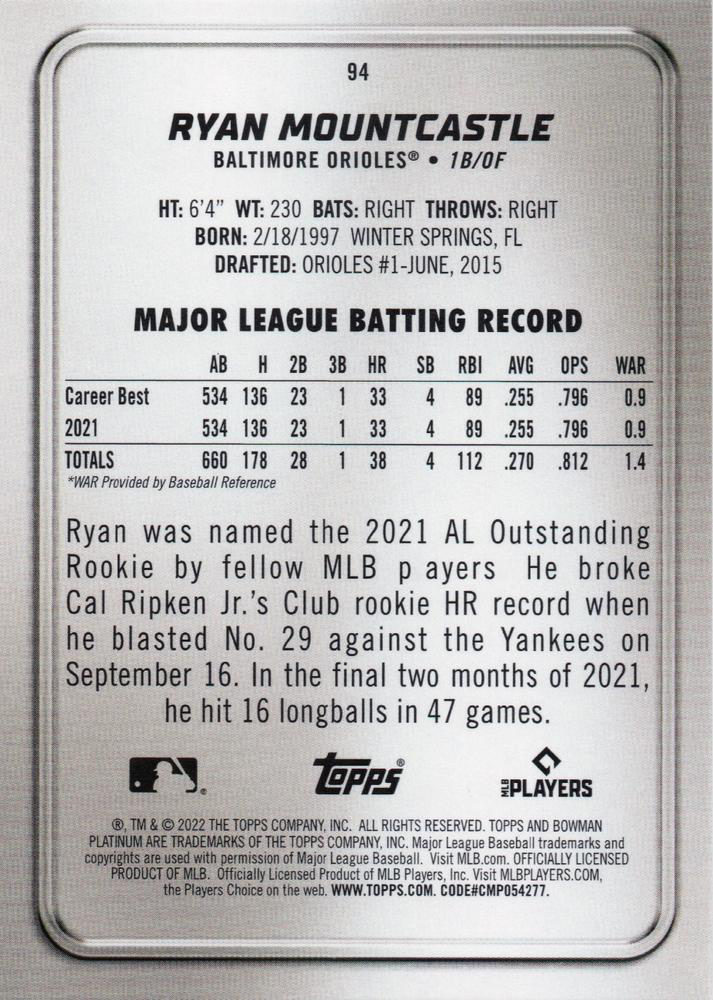 94
RYAN MOUNTCASTLE
BALTIMORE ORIOLES® • 1B/OF
HT: 6'4" WT: 230 BATS: RIGHT THROWS: RIGHT
BORN: 2/18/1997 WINTER SPRINGS, FL
DRAFTED: ORIOLES #1-JUNE, 2015
MAJOR LEAGUE BATTING RECORD
AB H 2B 3B HR SB RBI AVG OPS WAR
Career Best 534 136 23 1 33 4 89 .255 .796 0.9
2021 534 136 23 1 33 4 89 .255 .796 0.9
TOTALS 660 178 28 1 38 4 112 .270 .812 1.4
*WAR Provided by Baseball Reference
Ryan was named the 2021 AL Outstanding
Rookie by fellow MLB p ayers He broke
Cal Ripken Jr.'s Club rookie HR record when
he blasted No. 29 against the Yankees on
September 16. In the final two months of 2021,
he hit 16 longballs in 47 games.
® topps® MLB PLAYERS
®, TM & © 2022 THE TOPPS COMPANY, INC. ALL RIGHTS RESERVED. TOPPS AND BOWMAN
PLATINUM ARE TRADEMARKS OF THE TOPPS COMPANY, INC. Major League Baseball trademarks and
copyrights are used with permission of Major League Baseball. Visit MLB.com. OFFICIALLY LICENSED
PRODUCT OF MLB. Officially Licensed Product of MLB Players, Inc. Visit MLBPLAYERS.COM,
the Players Choice on the web. WWW.TOPPS.COM. CODE#CMP054277.